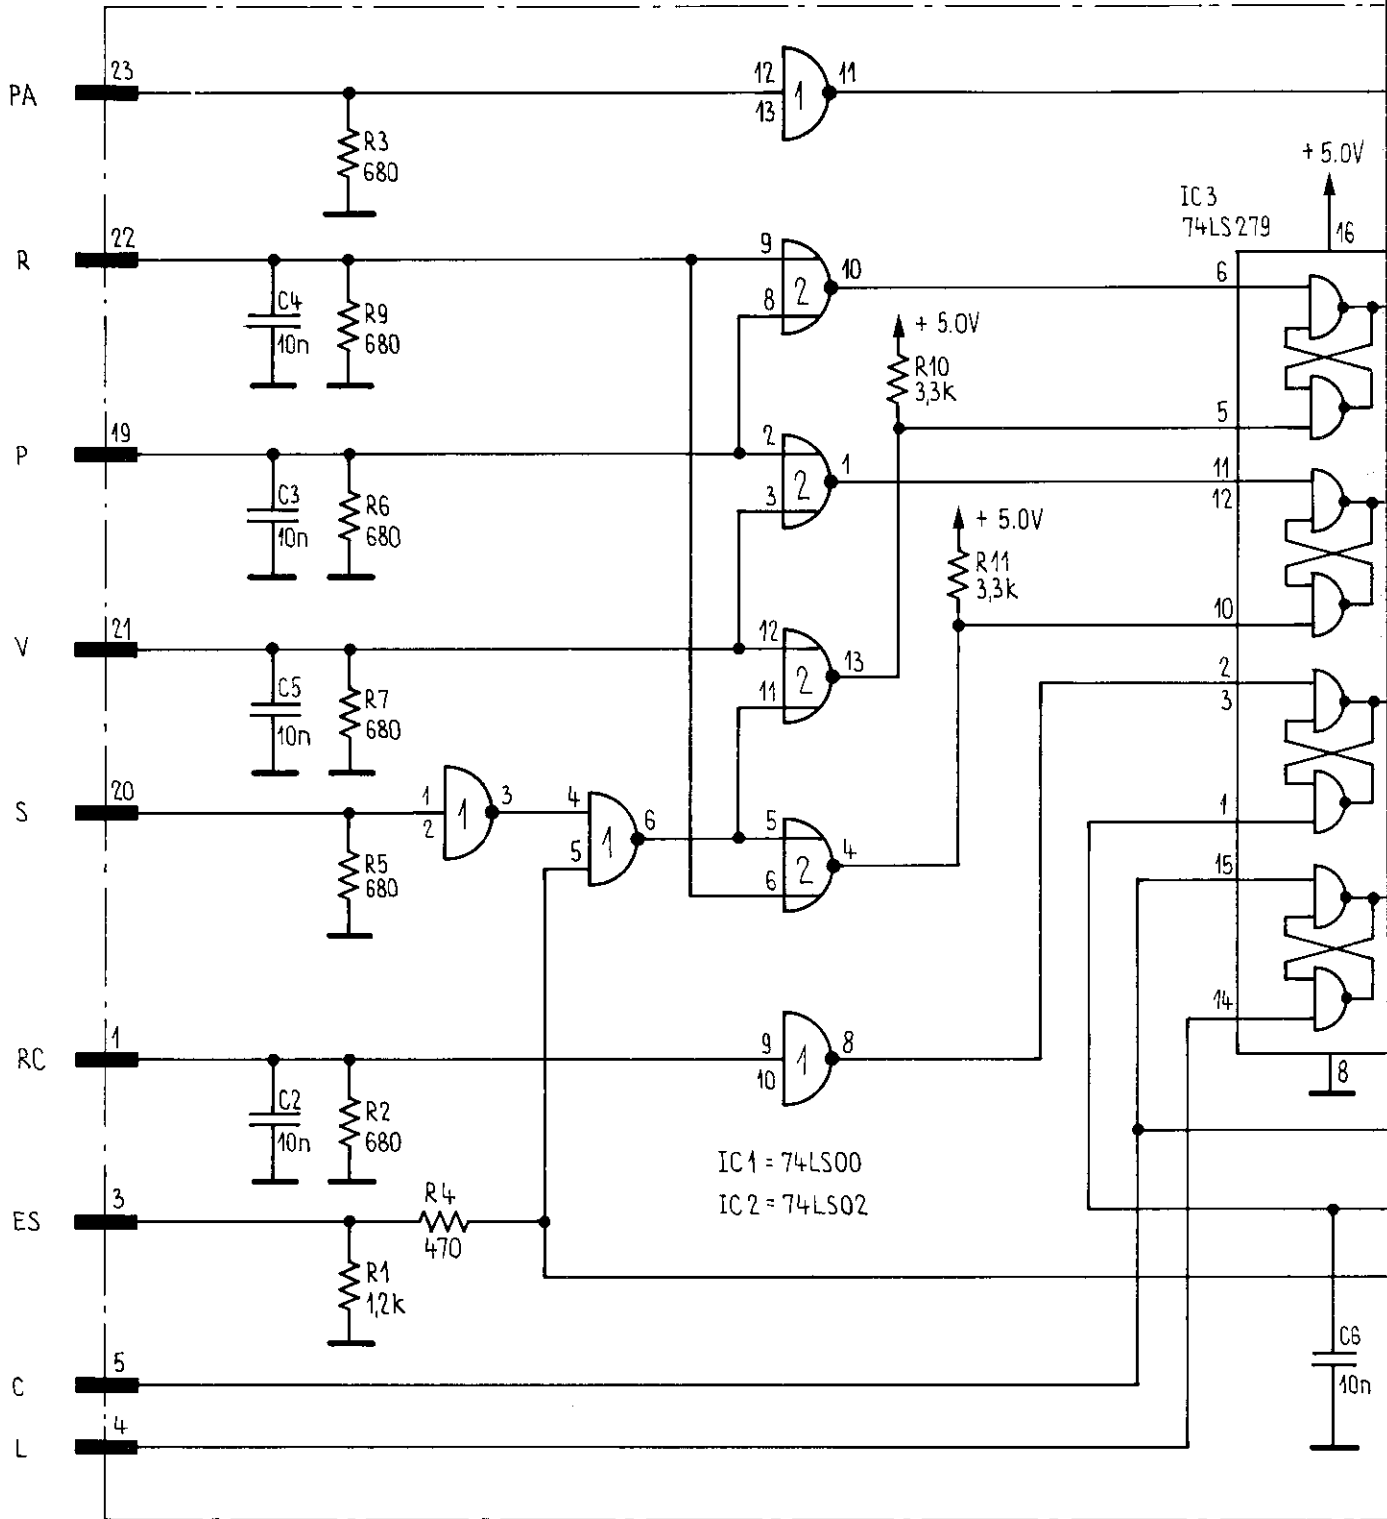 PA
23
12
13
1
11
R3
680
+ 5.0V
IC3
74LS279
16
R
22
9
8
2
10
6
C4
10n
R9
680
+ 5.0V
R10
3,3k
5
P
19
2
3
2
1
11
12
C3
10n
R6
680
+ 5.0V
R11
3,3k
10
V
21
12
11
2
13
2
3
C5
10n
R7
680
S
20
1
2
1
3
4
5
1
6
5
6
2
4
1
R5
680
15
14
RC
1
9
10
1
8
8
C2
10n
R2
680
IC1 = 74LS00
IC2 = 74LS02
ES
3
R4
470
R1
1,2k
C
5
C6
10n
L
4